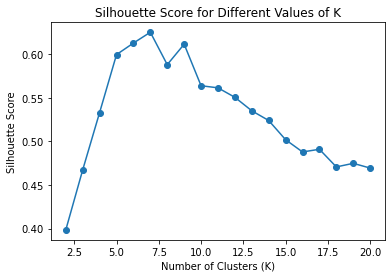 Silhouette Score for Different Values of K
Silhouette Score
0.60
0.55
0.50
0.45
0.40
2.5 5.0 7.5 10.0 12.5 15.0 17.5 20.0
Number of Clusters (K)